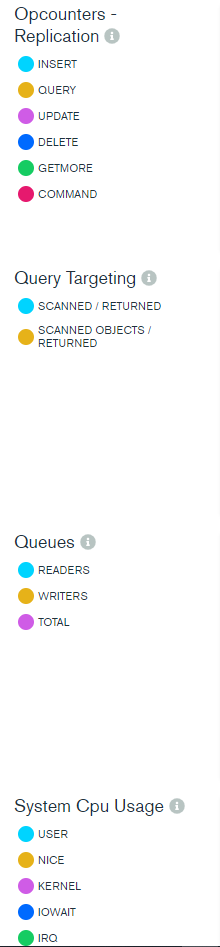 Opcounters -
Replication
INSERT
QUERY
UPDATE
DELETE
GETMORE
COMMAND
Query Targeting
SCANNED / RETURNED
SCANNED OBJECTS /
RETURNED
Queues
READERS
WRITERS
TOTAL
System Cpu Usage
USER
NICE
KERNEL
IOWAIT
IRQ